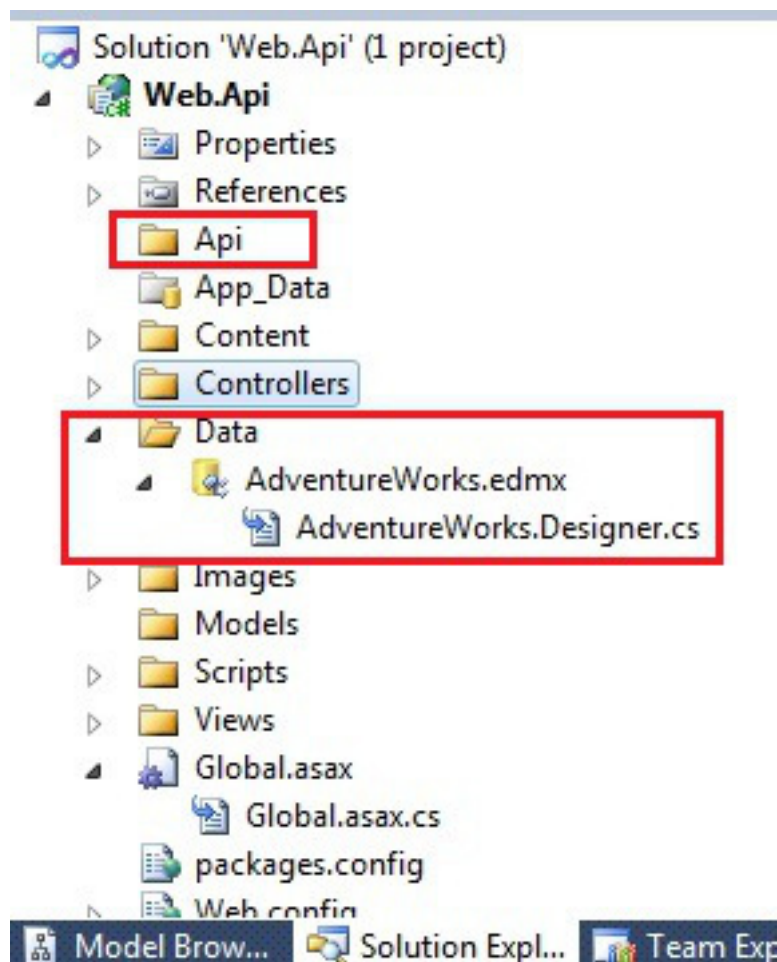 Solution 'Web.Api' (1 project)
Web.Api
Properties
References
Api
App_Data
Content
Controllers
Data
AdventureWorks.edmx
AdventureWorks.Designer.cs
Images
Models
Scripts
Views
Global.asax
Global.asax.cs
packages.config
Web.config
Model Brow... Solution Expl... Team Exp